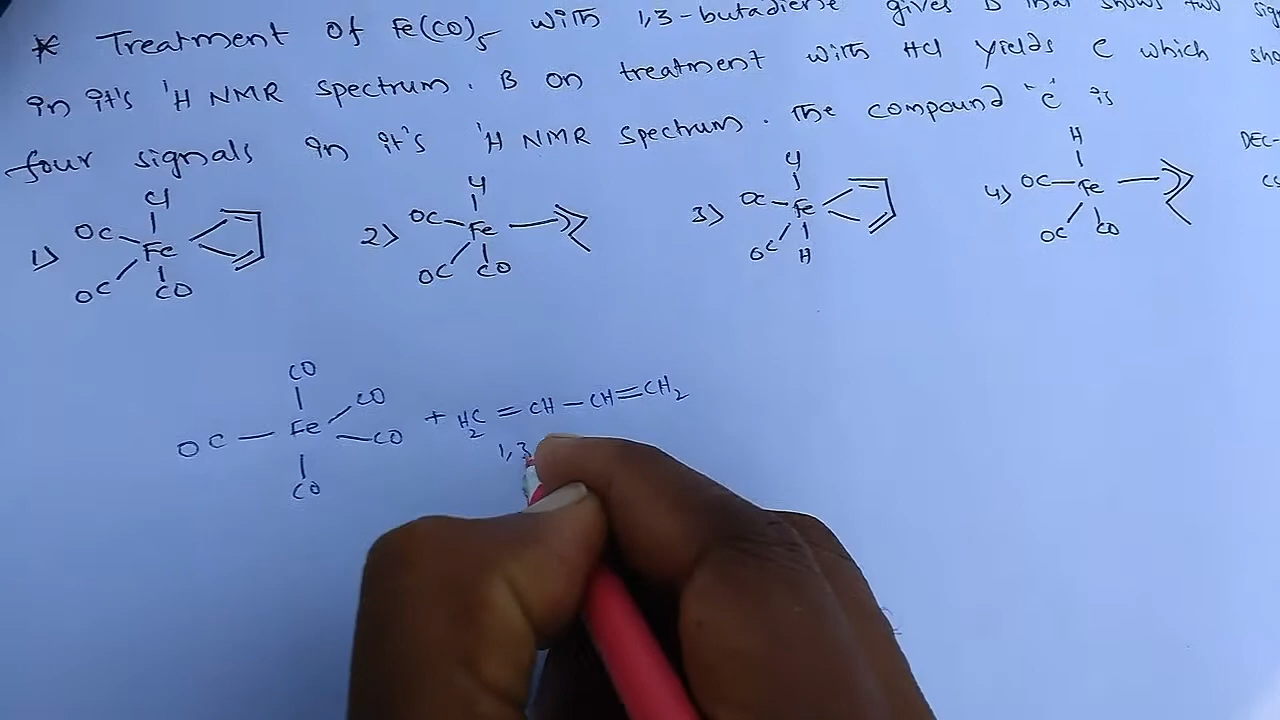 * Treatment of Fe(CO)5 with 1,3-butadiene gives B that shows two
in it's 1H NMR spectrum. B on treatment with HCl yields C which
four signals in it's 1H NMR spectrum. The compound 'C' is
DEC-
1) Cl OC Fe OC CO
2) Cl OC Fe OC CO
3) Cl OC Fe OC H
4) H OC Fe OC CO
CO
OC Fe CO CO
CO
+ H2C = CH - CH = CH2
1,3